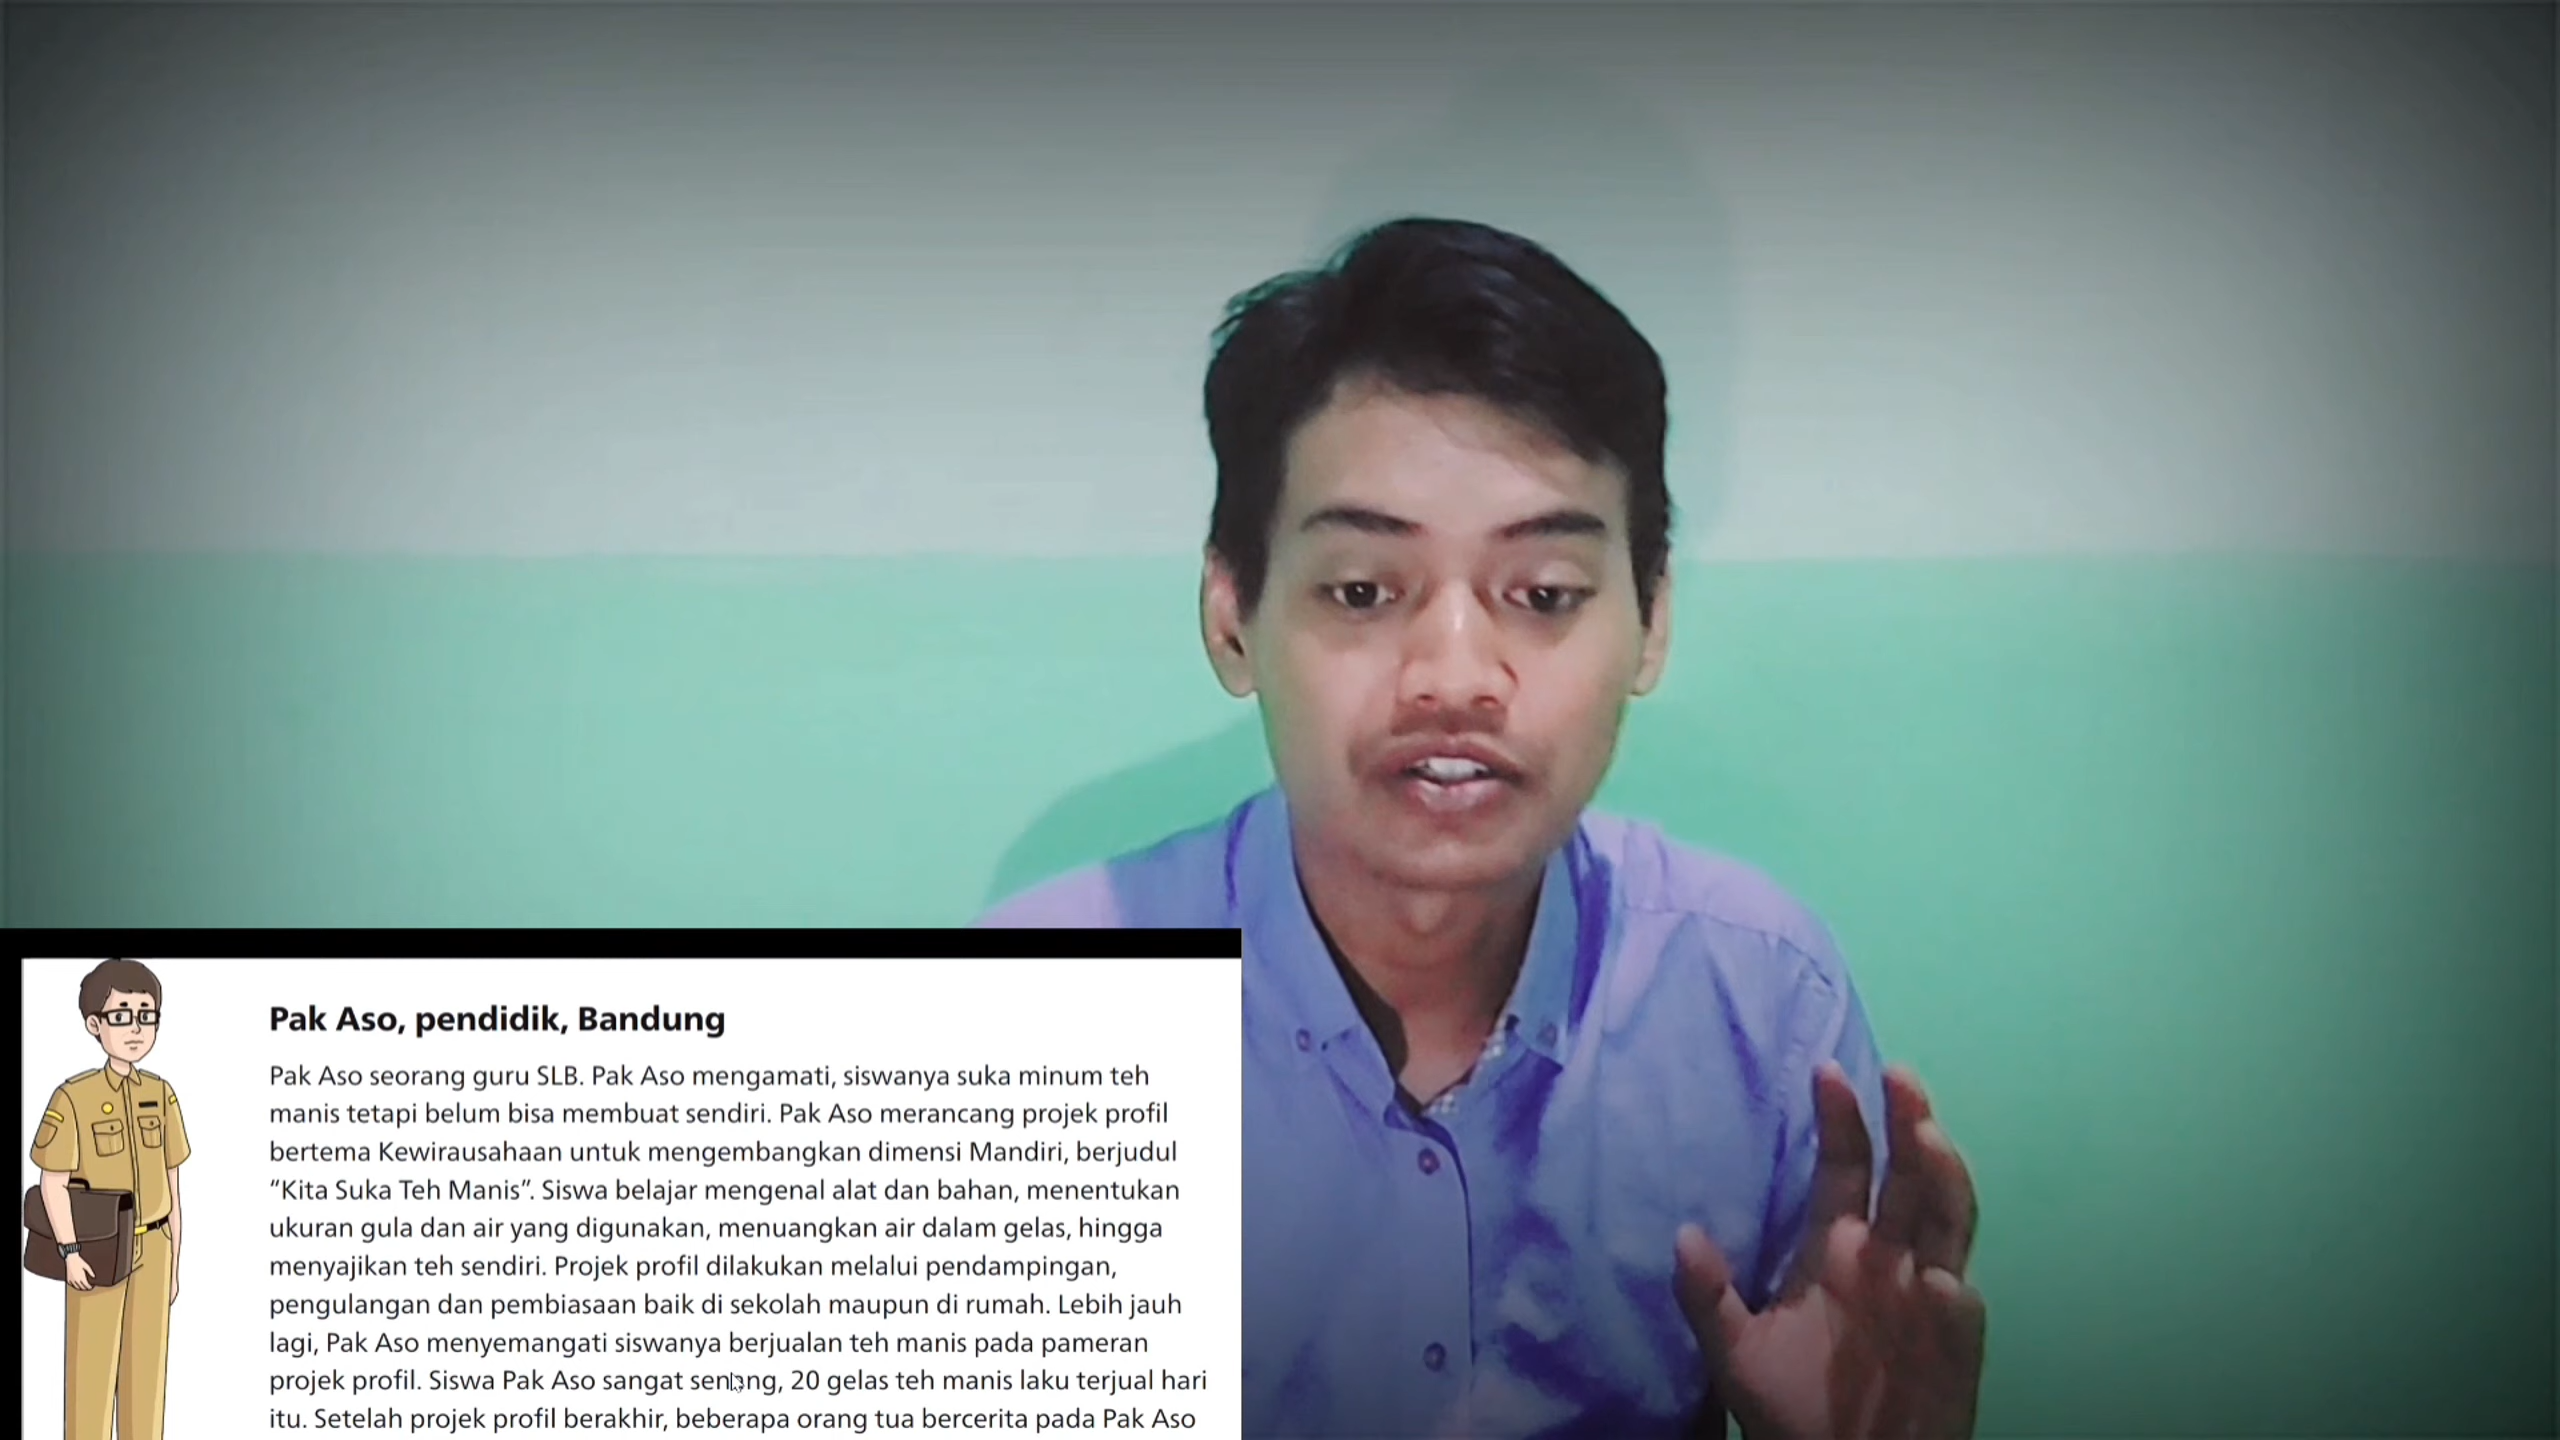 Pak Aso, pendidik, Bandung
Pak Aso seorang guru SLB. Pak Aso mengamati, siswanya suka minum teh
manis tetapi belum bisa membuat sendiri. Pak Aso merancang projek profil
bertema Kewirausahaan untuk mengembangkan dimensi Mandiri, berjudul
“Kita Suka Teh Manis”. Siswa belajar mengenal alat dan bahan, menentukan
ukuran gula dan air yang digunakan, menuangkan air dalam gelas, hingga
menyajikan teh sendiri. Projek profil dilakukan melalui pendampingan,
pengulangan dan pembiasaan baik di sekolah maupun di rumah. Lebih jauh
lagi, Pak Aso menyemangati siswanya berjualan teh manis pada pameran
projek profil. Siswa Pak Aso sangat senang, 20 gelas teh manis laku terjual hari
itu. Setelah projek profil berakhir, beberapa orang tua bercerita pada Pak Aso